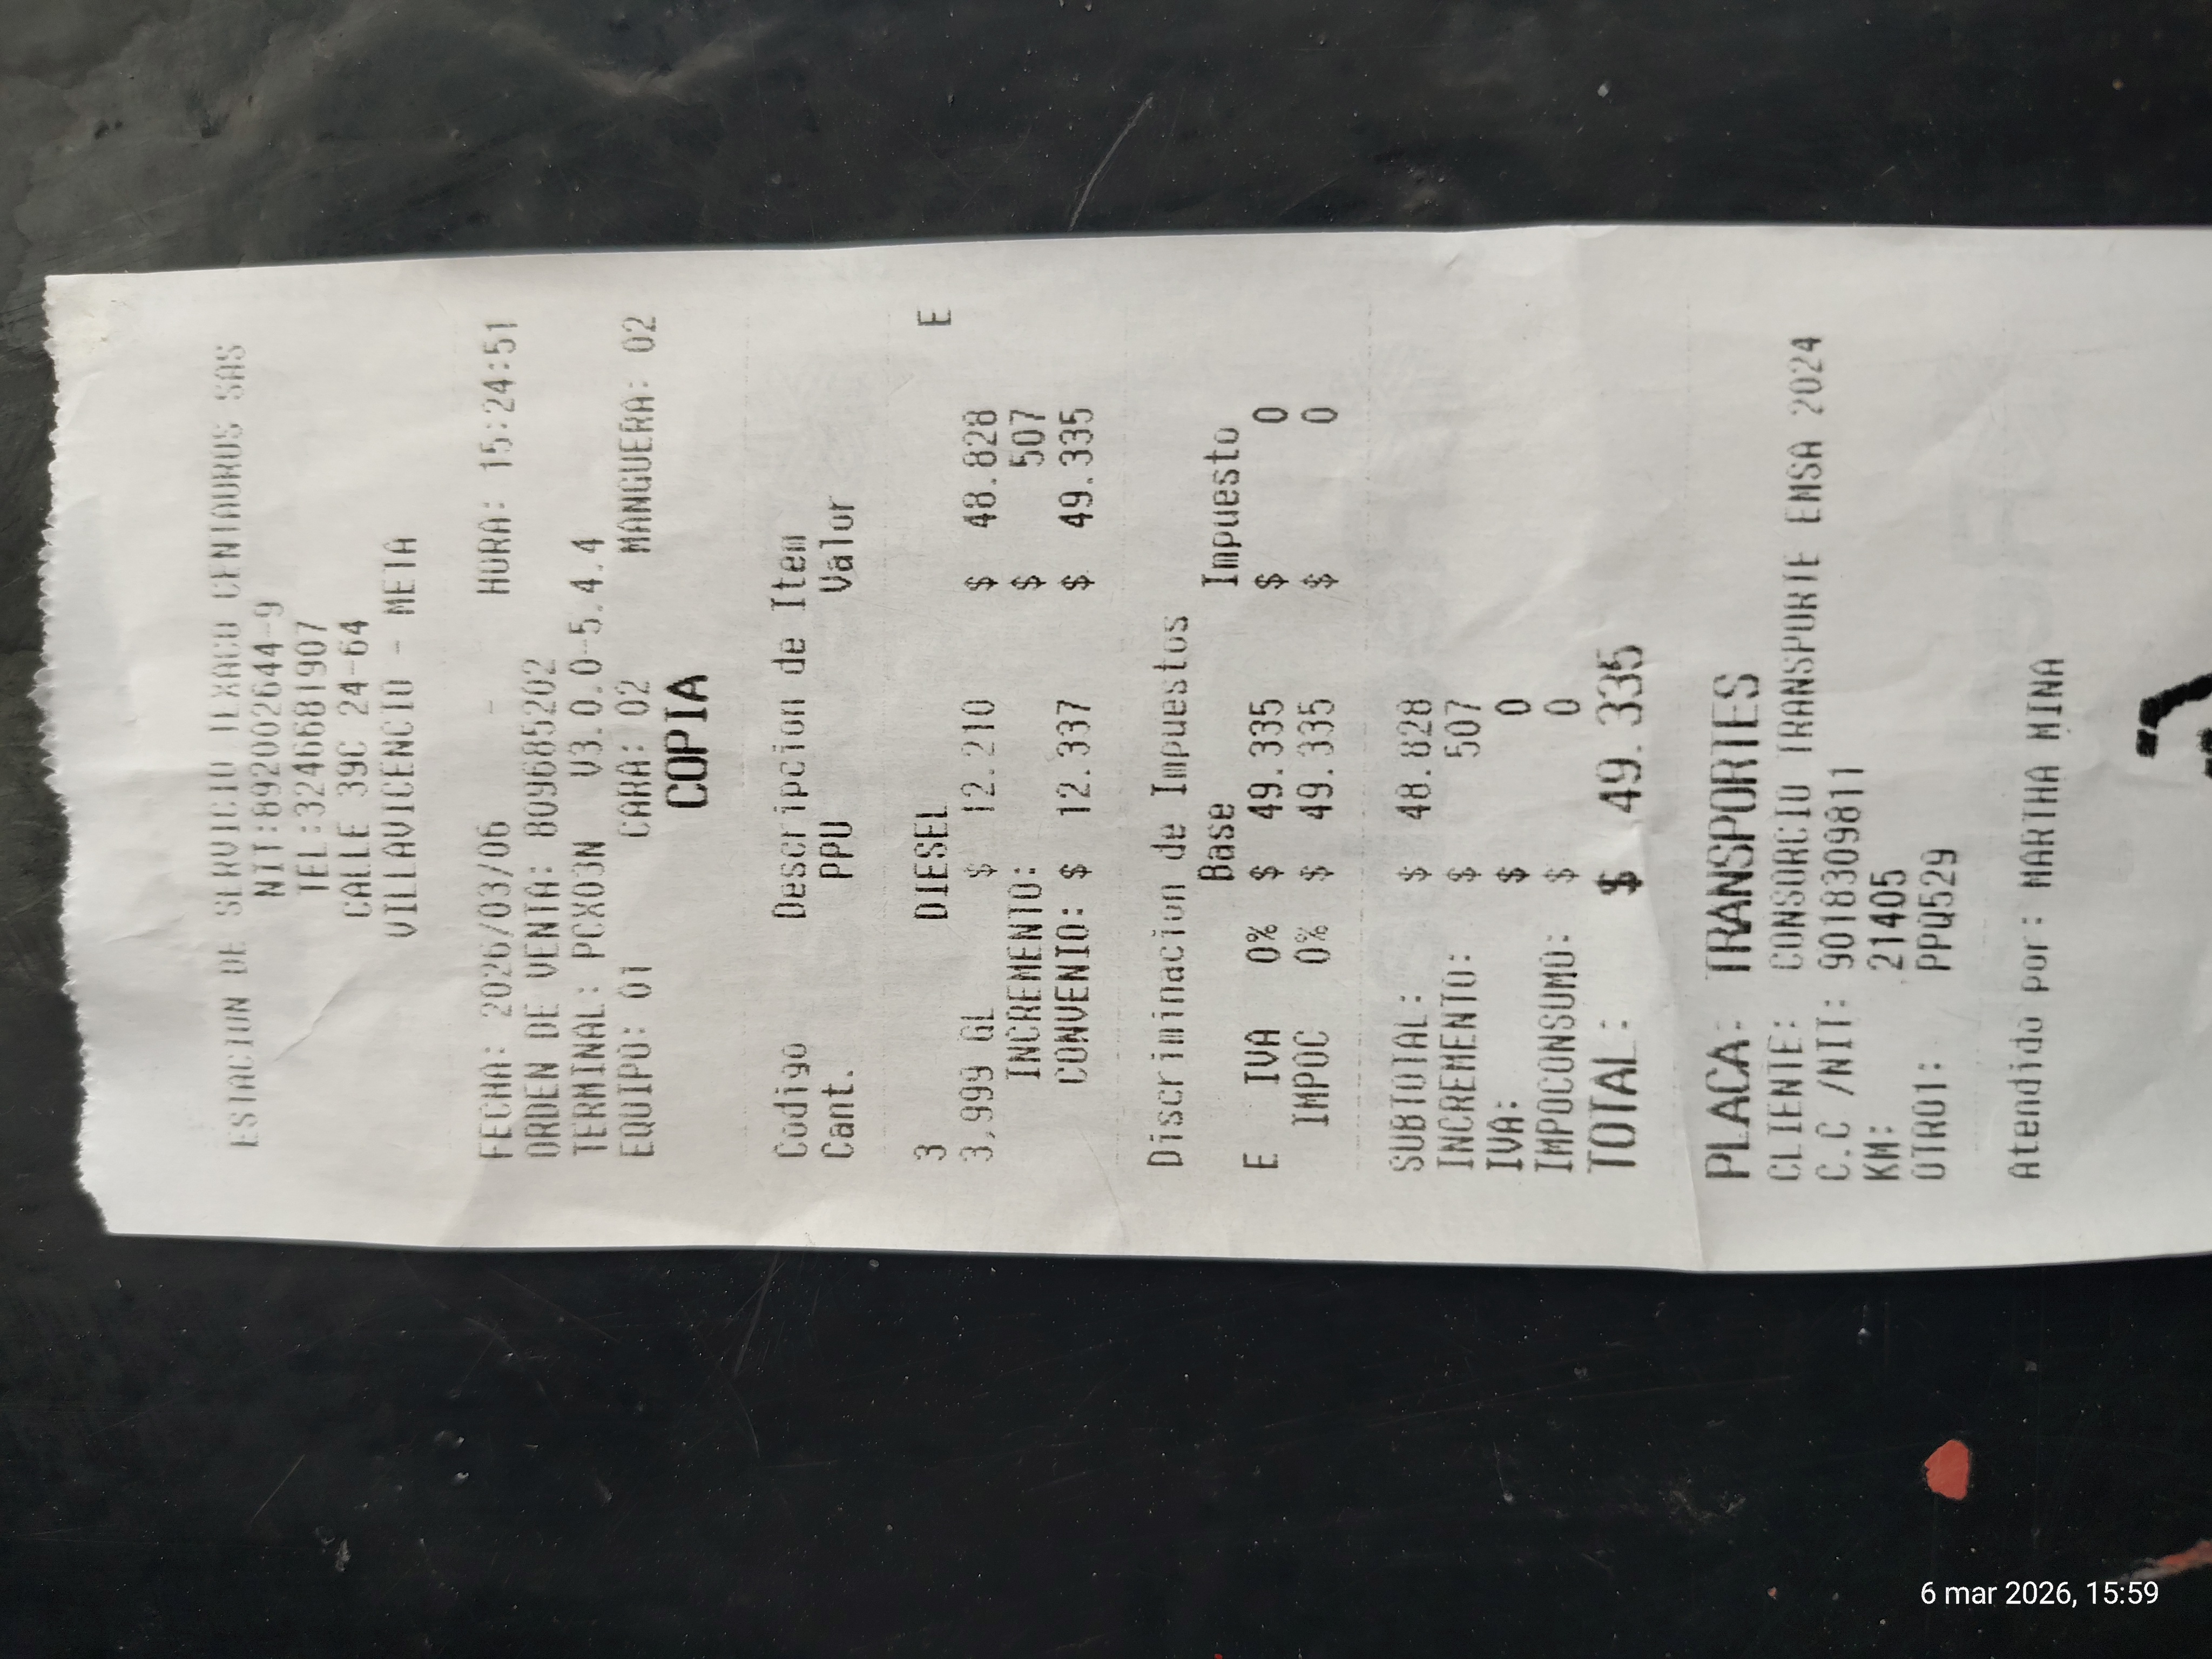 ESTACION DE SERVICIO TEXACO CENTAUROS SAS
NIT:892002644-9
TEL:3246681907
CALLE 39C 24-64
VILLAVICENCIO - META
-
FECHA: 2026/03/06 HORA: 15:24:51
ORDEN DE VENTA: 809685202
TERMINAL: PCX03N V3.0.0-5.4.4
EQUIPO: 01 CARA: 02 MANGUERA: 02
COPIA
Codigo Descripcion de Item
Cant. PPU Valor
3 DIESEL E
3,999 GL $ 12.210 $ 48.828
INCREMENTO: $ 507
CONVENIO: $ 12.337 $ 49.335
Discriminacion de Impuestos
Base Impuesto
E IVA 0% $ 49.335 $ 0
IMPOC 0% $ 49.335 $ 0
SUBTOTAL: $ 48.828
INCREMENTO: $ 507
IVA: $ 0
IMPOCONSUMO: $ 0
TOTAL: $ 49.335
PLACA: TRANSPORTES
CLIENTE: CONSORCIO TRANSPORTE EMSA 2024
C.C /NIT: 9018309811
KM: 21405
OTRO1: PPQ529
Atendido por: MARTHA MINA
6 mar 2026, 15:59